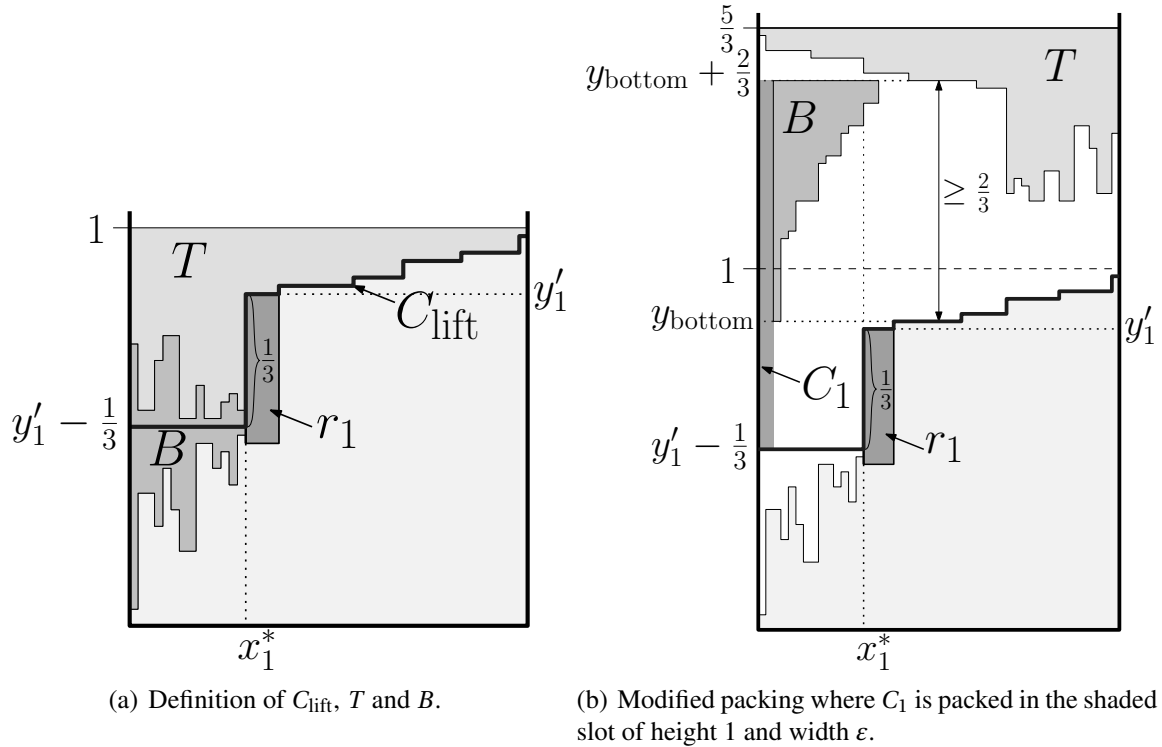 1
T
C_lift
y′_1
1/3
y′_1 − 1/3
B
r_1
x*_1
(a) Definition of C_lift, T and B.
5/3
y_bottom + 2/3
T
B
≥ 2/3
1
y_bottom
y′_1
C_1
1/3
y′_1 − 1/3
r_1
x*_1
(b) Modified packing where C_1 is packed in the shaded
slot of height 1 and width ε.